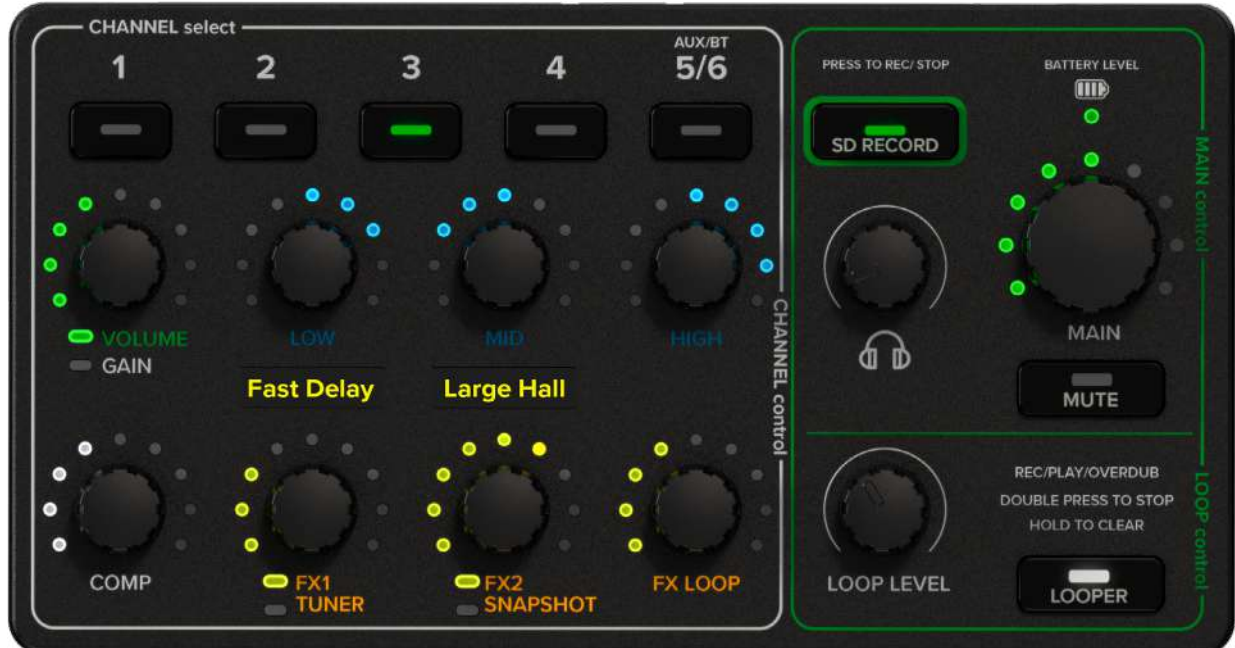 CHANNEL select
1
2
3
4
AUX/BT
5/6
VOLUME
GAIN
LOW
MID
HIGH
Fast Delay
Large Hall
COMP
FX1
TUNER
FX2
SNAPSHOT
FX LOOP
CHANNEL control
PRESS TO REC/ STOP
SD RECORD
BATTERY LEVEL
MAIN
MUTE
MAIN control
LOOP LEVEL
REC/PLAY/OVERDUB
DOUBLE PRESS TO STOP
HOLD TO CLEAR
LOOPER
LOOP control